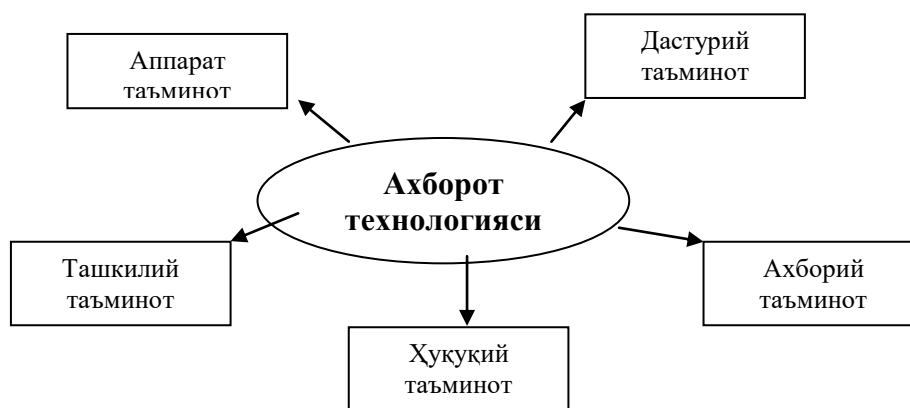 Аппарат
таъминот
Дастурий
таъминот
Ахборот
технологияси
Ташкилий
таъминот
Ахборий
таъминот
Ҳуқуқий
таъминот